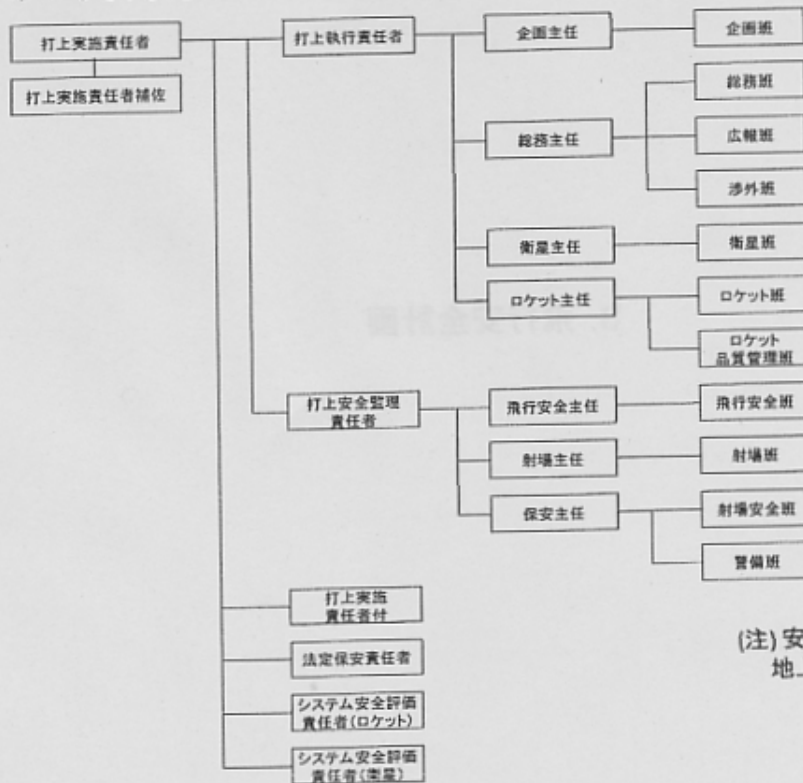 打上実施責任者
打上実施責任者補佐
打上執行責任者
企画主任
企画班
総務主任
総務班
広報班
渉外班
衛星主任
衛星班
ロケット主任
ロケット班
ロケット
品質管理班
打上安全監理
責任者
飛行安全主任
飛行安全班
射場主任
射場班
保安主任
射場安全班
警備班
打上実施
責任者付
法定保安責任者
システム安全評価
責任者(ロケット)
システム安全評価
責任者(衛星)
(注) 安
地上